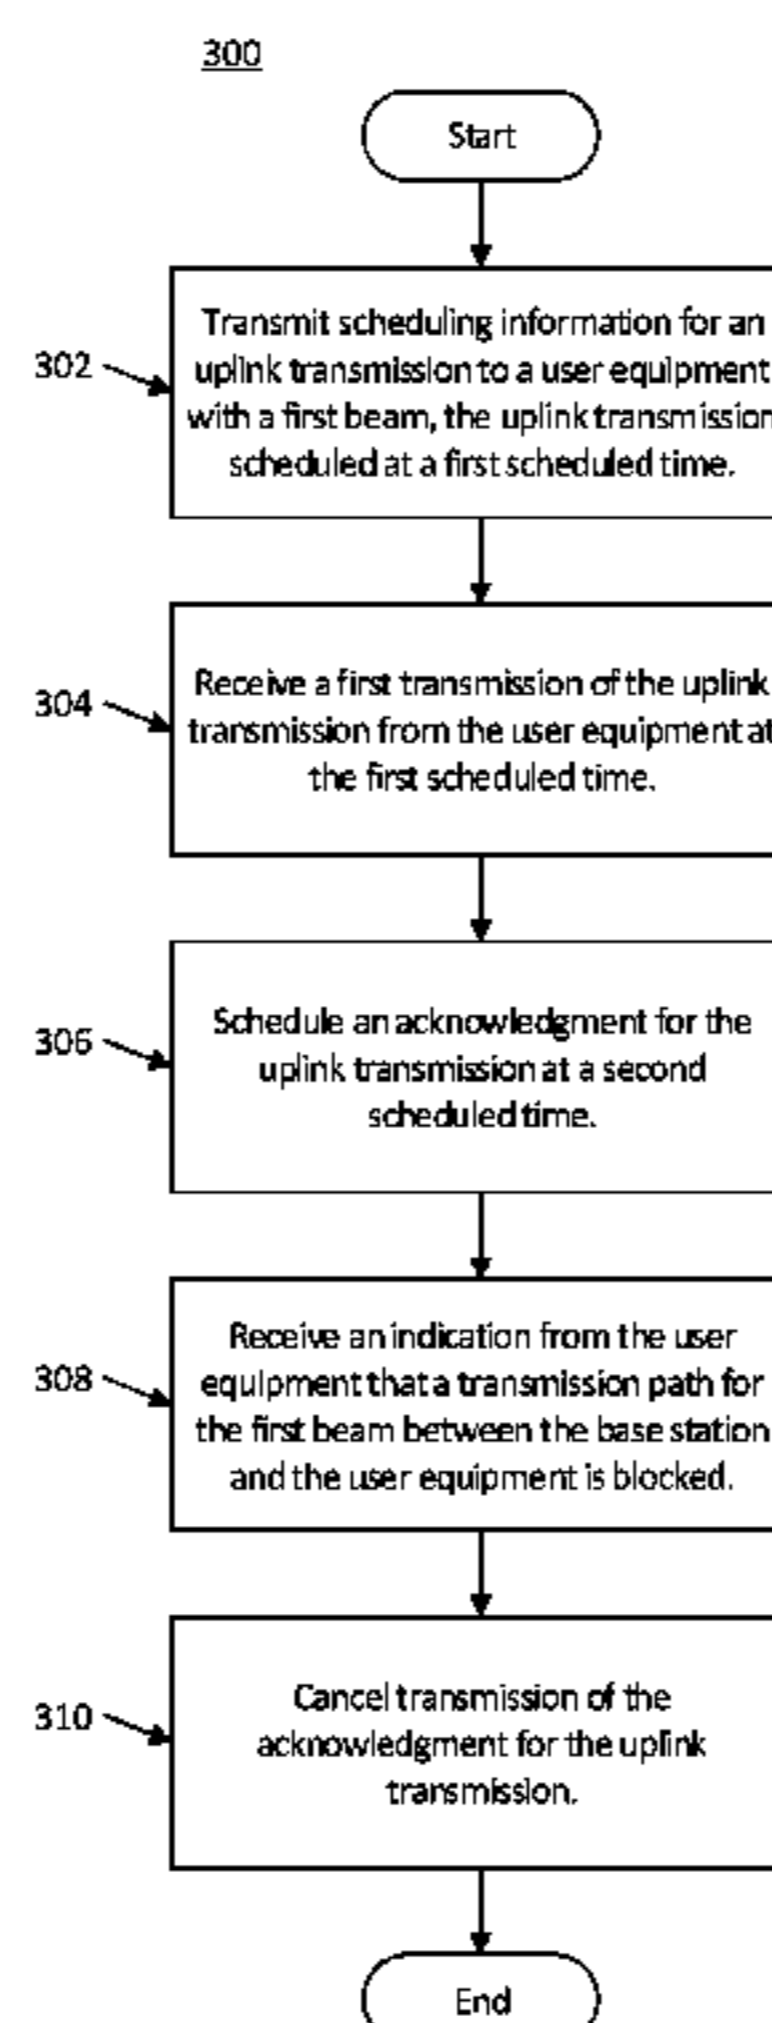 300
Start
302
Transmit scheduling information for an
uplink transmission to a user equipment
with a first beam, the uplink transmission
scheduled at a first scheduled time.
304
Receive a first transmission of the uplink
transmission from the user equipment at
the first scheduled time.
306
Schedule an acknowledgment for the
uplink transmission at a second
scheduled time.
308
Receive an indication from the user
equipment that a transmission path for
the first beam between the base station
and the user equipment is blocked.
310
Cancel transmission of the
acknowledgment for the uplink
transmission.
End